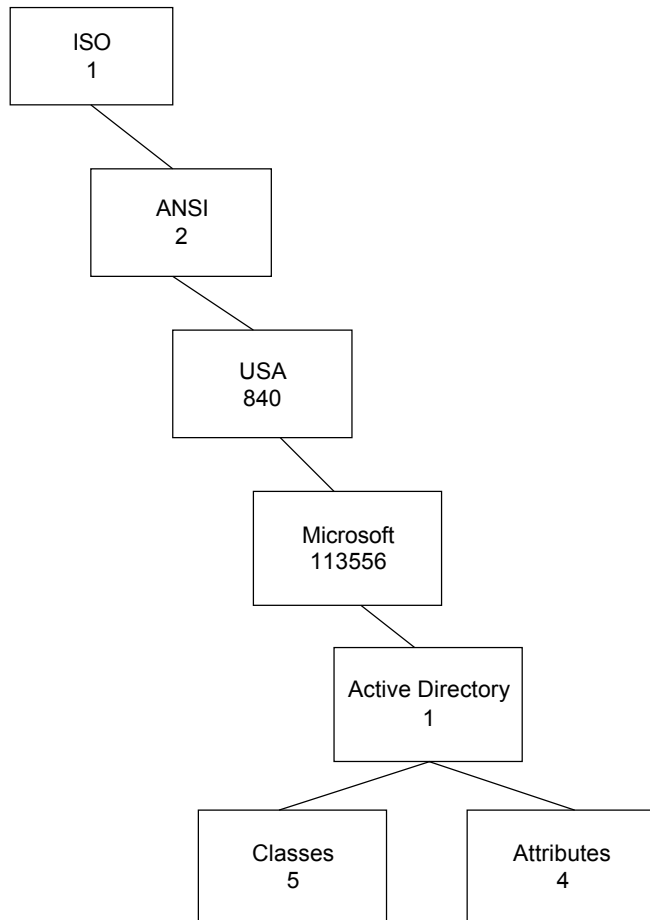 ISO
1
ANSI
2
USA
840
Microsoft
113556
Active Directory
1
Classes
5
Attributes
4